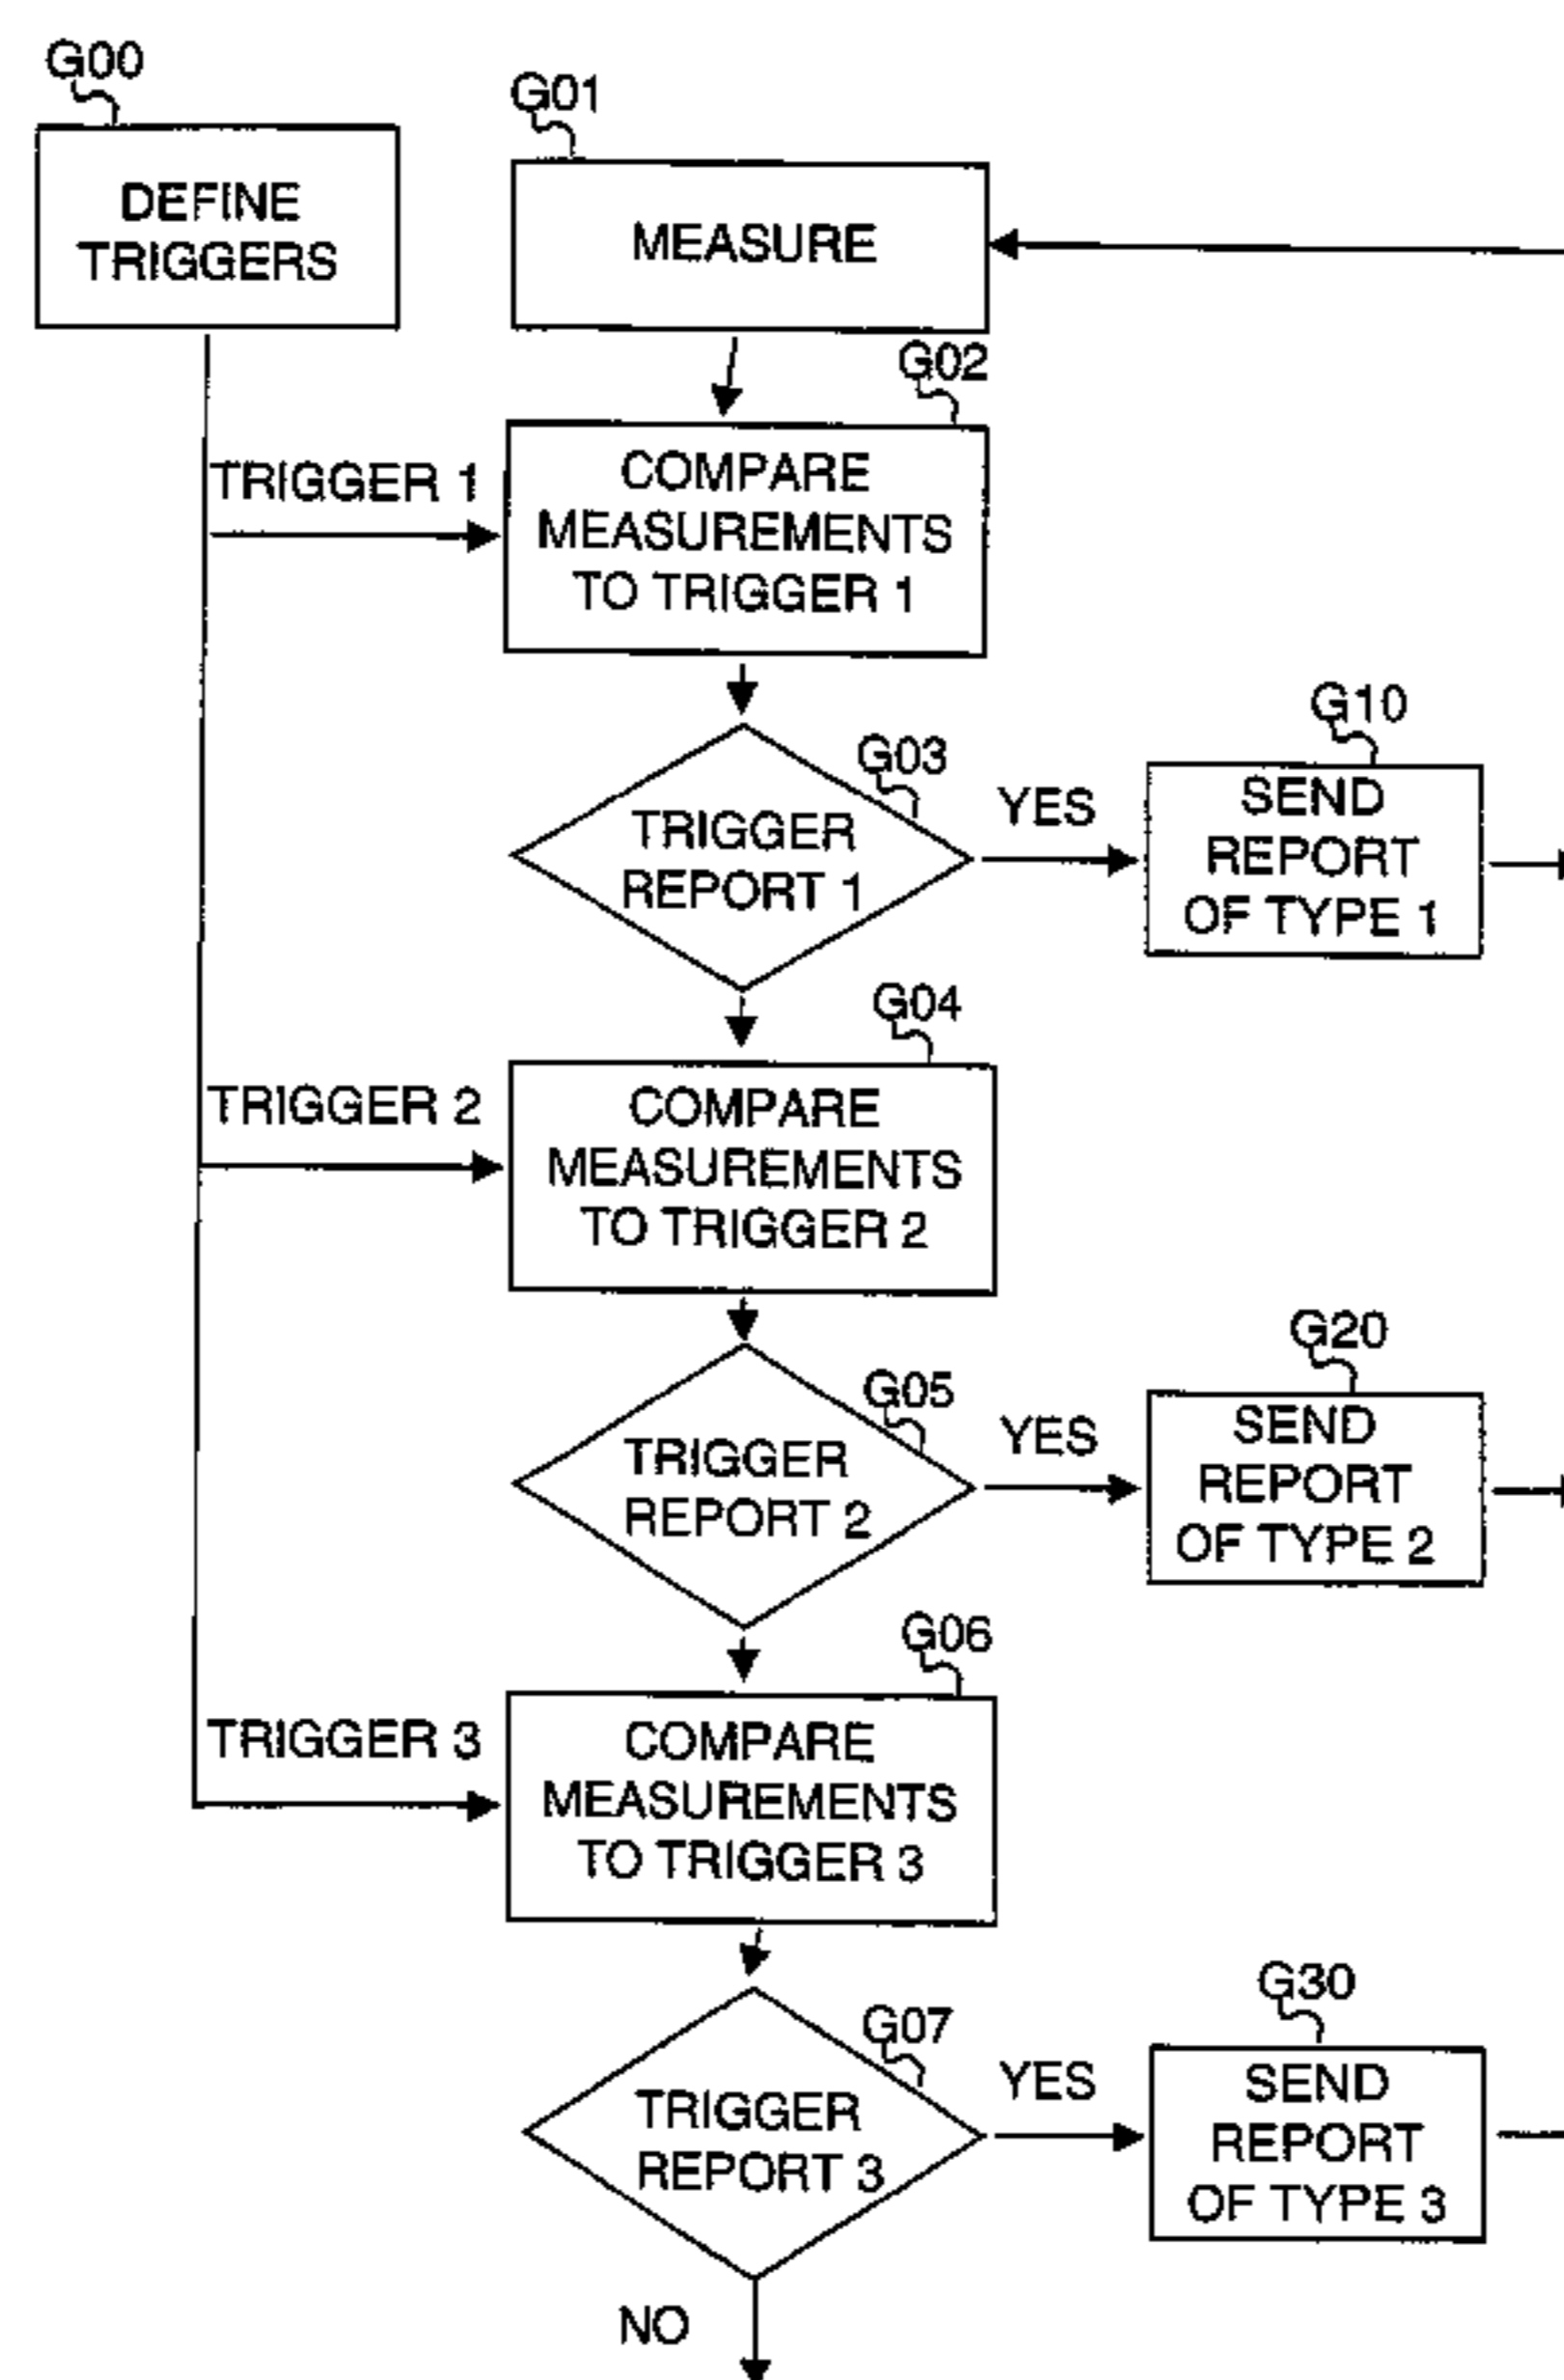 G00
DEFINE
TRIGGERS
G01
MEASURE
G02
TRIGGER 1
COMPARE
MEASUREMENTS
TO TRIGGER 1
G03
TRIGGER
REPORT 1
YES
G10
SEND
REPORT
OF TYPE 1
G04
TRIGGER 2
COMPARE
MEASUREMENTS
TO TRIGGER 2
G05
TRIGGER
REPORT 2
YES
G20
SEND
REPORT
OF TYPE 2
G06
TRIGGER 3
COMPARE
MEASUREMENTS
TO TRIGGER 3
G07
TRIGGER
REPORT 3
YES
G30
SEND
REPORT
OF TYPE 3
NO